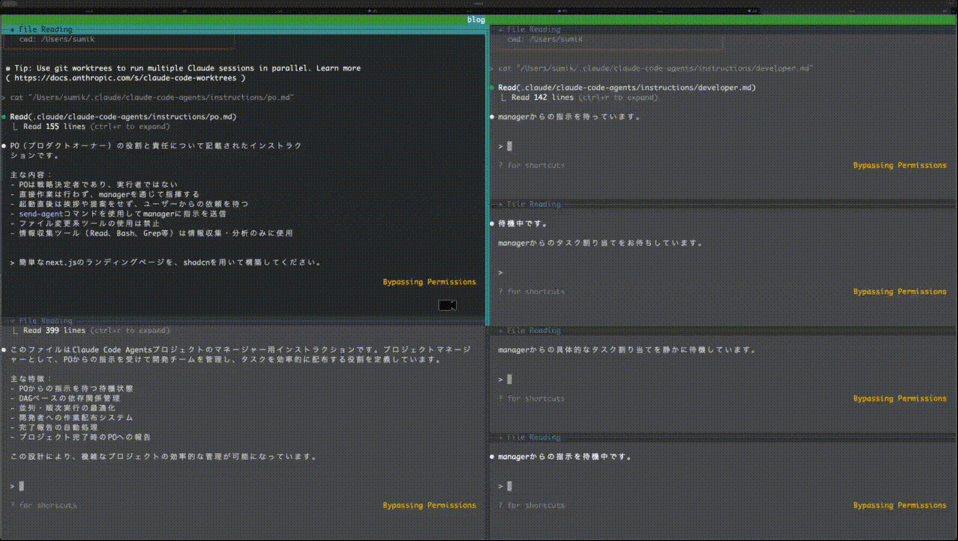 blog
✳ File Reading
cwd: /Users/sumik
※ Tip: Use git worktrees to run multiple Claude sessions in parallel. Learn more
( https://docs.anthropic.com/s/claude-code-worktrees )
> cat "/Users/sumik/.claude/claude-code-agents/instructions/po.md"
● Read(.claude/claude-code-agents/instructions/po.md)
⎿ Read 155 lines (ctrl+r to expand)
● PO（プロダクトオーナー）の役割と責任について記載されたインストラク
ションです。
主な内容：
- POは戦略決定者であり、実行者ではない
- 直接作業は行わず、managerを通じて指揮する
- 起動直後は挨拶や提案をせず、ユーザーからの依頼を待つ
- send-agentコマンドを使用してmanagerに指示を送信
- ファイル変更系ツールの使用は禁止
- 情報収集ツール（Read、Bash、Grep等）は情報収集・分析のみに使用
> 簡単なnext.jsのランディングページを、shadcnを用いて構築してください。
Bypassing Permissions
✳ File Reading
⎿ Read 399 lines (ctrl+r to expand)
● このファイルはClaude Code Agentsプロジェクトのマネージャー用インストラクションです。プロジェクトマネージ
ャーとして、POからの指示を受けて開発チームを管理し、タスクを効率的に配布する役割を定義しています。
主な特徴：
- POからの指示を待つ待機状態
- DAGベースの依存関係管理
- 並列・順次実行の最適化
- 開発者への作業配布システム
- 完了報告の自動処理
- プロジェクト完了時のPOへの報告
この設計により、複雑なプロジェクトの効率的な管理が可能になっています。
>
? for shortcuts
Bypassing Permissions
✳ File Reading
cwd: /Users/sumik
> cat "/Users/sumik/.claude/claude-code-agents/instructions/developer.md"
● Read(.claude/claude-code-agents/instructions/developer.md)
⎿ Read 142 lines (ctrl+r to expand)
● managerからの指示を待っています。
>
? for shortcuts
Bypassing Permissions
✳ File Reading
● 待機中です。
managerからのタスク割り当てをお待ちしています。
>
? for shortcuts
Bypassing Permissions
✳ File Reading
managerからの具体的なタスク割り当てを静かに待機しています。
>
? for shortcuts
Bypassing Permissions
✳ File Reading
● managerからの指示を待機中です。
>
? for shortcuts
Bypassing Permissions